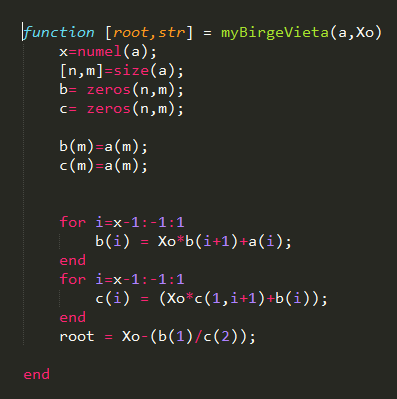 function [root,str] = myBirgeVieta(a,Xo)
    x=numel(a);
    [n,m]=size(a);
    b= zeros(n,m);
    c= zeros(n,m);

    b(m)=a(m);
    c(m)=a(m);


    for i=x-1:-1:1
        b(i) = Xo*b(i+1)+a(i);
    end
    for i=x-1:-1:1
        c(i) = (Xo*c(1,i+1)+b(i));
    end
    root = Xo-(b(1)/c(2));

end